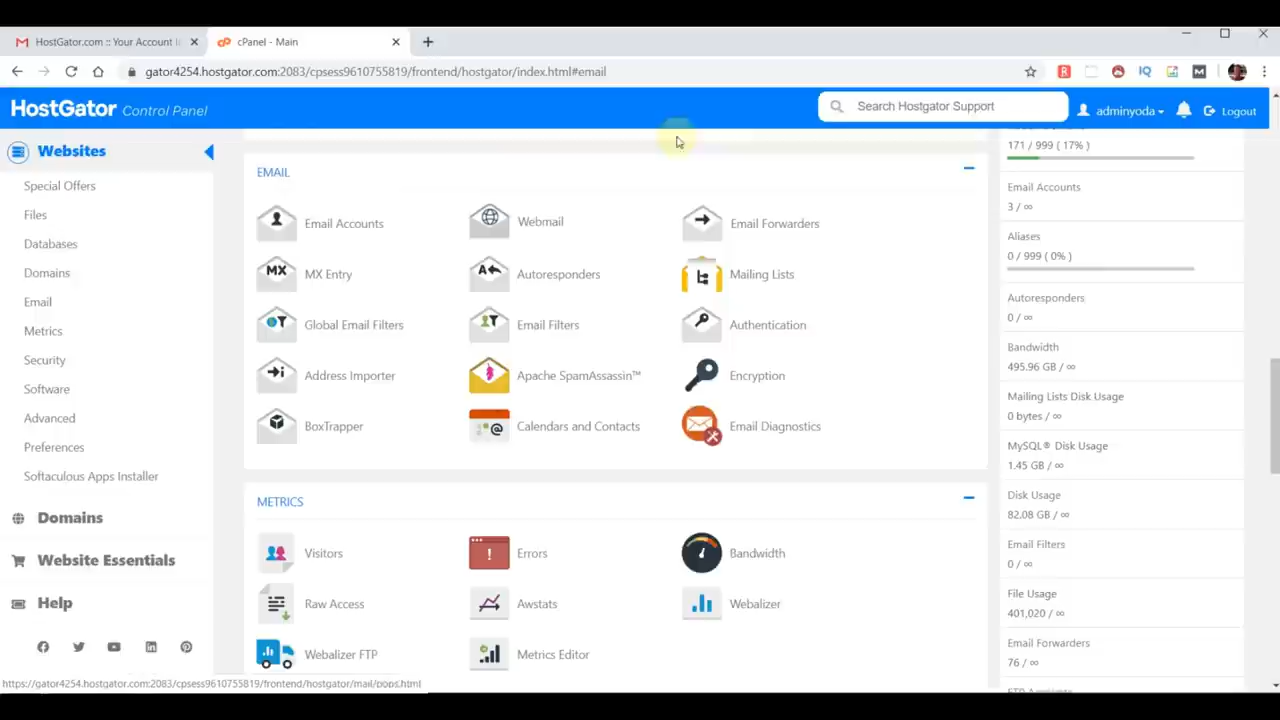 HostGator.com :: Your Account I
cPanel - Main
gator4254.hostgator.com:2083/cpsess9610755819/frontend/hostgator/index.html#email
HostGator Control Panel
Search Hostgator Support
adminyoda
Logout
Websites
Special Offers
Files
Databases
Domains
Email
Metrics
Security
Software
Advanced
Preferences
Softaculous Apps Installer
Domains
Website Essentials
Help
EMAIL
Email Accounts
Webmail
Email Forwarders
MX
MX Entry
Autoresponders
Mailing Lists
Global Email Filters
Email Filters
Authentication
Address Importer
Apache SpamAssassin™
Encryption
BoxTrapper
Calendars and Contacts
Email Diagnostics
METRICS
Visitors
Errors
Bandwidth
Raw Access
Awstats
Webalizer
Webalizer FTP
Metrics Editor
171 / 999 ( 17% )
Email Accounts
3 / ∞
Aliases
0 / 999 ( 0% )
Autoresponders
0 / ∞
Bandwidth
495.96 GB / ∞
Mailing Lists Disk Usage
0 bytes / ∞
MySQL® Disk Usage
1.45 GB / ∞
Disk Usage
82.08 GB / ∞
Email Filters
0 / ∞
File Usage
401,020 / ∞
Email Forwarders
76 / ∞
https://gator4254.hostgator.com:2083/cpsess9610755819/frontend/hostgator/mail/pops.html